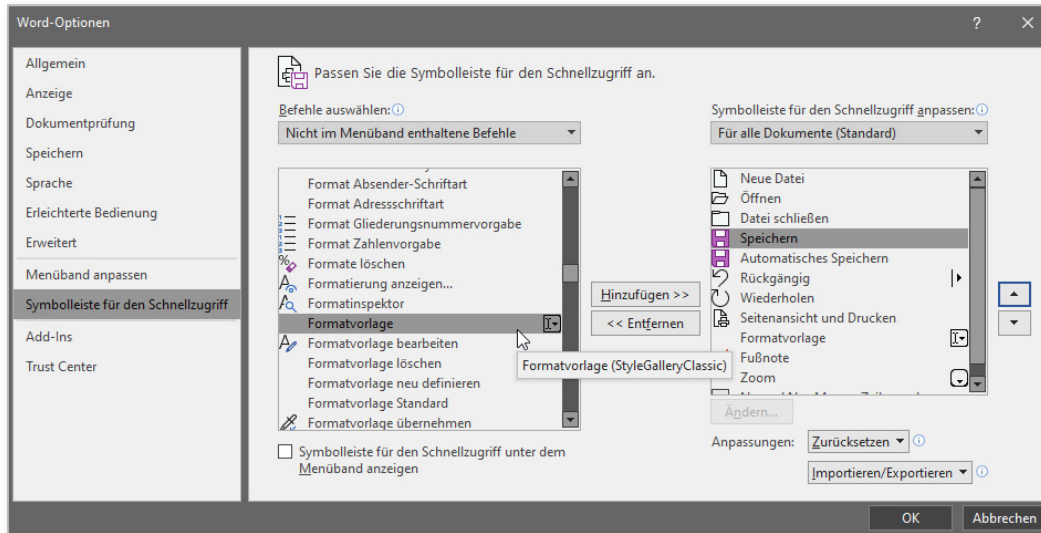 Word-Optionen
?
Allgemein
Anzeige
Dokumentprüfung
Speichern
Sprache
Erleichterte Bedienung
Erweitert
Menüband anpassen
Symbolleiste für den Schnellzugriff
Add-Ins
Trust Center
Passen Sie die Symbolleiste für den Schnellzugriff an.
Befehle auswählen:
Nicht im Menüband enthaltene Befehle
Format Absender-Schriftart
Format Adressschriftart
Format Gliederungsnummervorgabe
Format Zahlenvorgabe
Formate löschen
Formatierung anzeigen...
Formatinspektor
Formatvorlage
Formatvorlage bearbeiten
Formatvorlage löschen
Formatvorlage neu definieren
Formatvorlage Standard
Formatvorlage übernehmen
Formatvorlage (StyleGalleryClassic)
Symbolleiste für den Schnellzugriff unter dem
Menüband anzeigen
Hinzufügen >>
<< Entfernen
Symbolleiste für den Schnellzugriff anpassen:
Für alle Dokumente (Standard)
Neue Datei
Öffnen
Datei schließen
Speichern
Automatisches Speichern
Rückgängig
Wiederholen
Seitenansicht und Drucken
Formatvorlage
Fußnote
Zoom
Ändern...
Anpassungen:
Zurücksetzen
Importieren/Exportieren
OK
Abbrechen